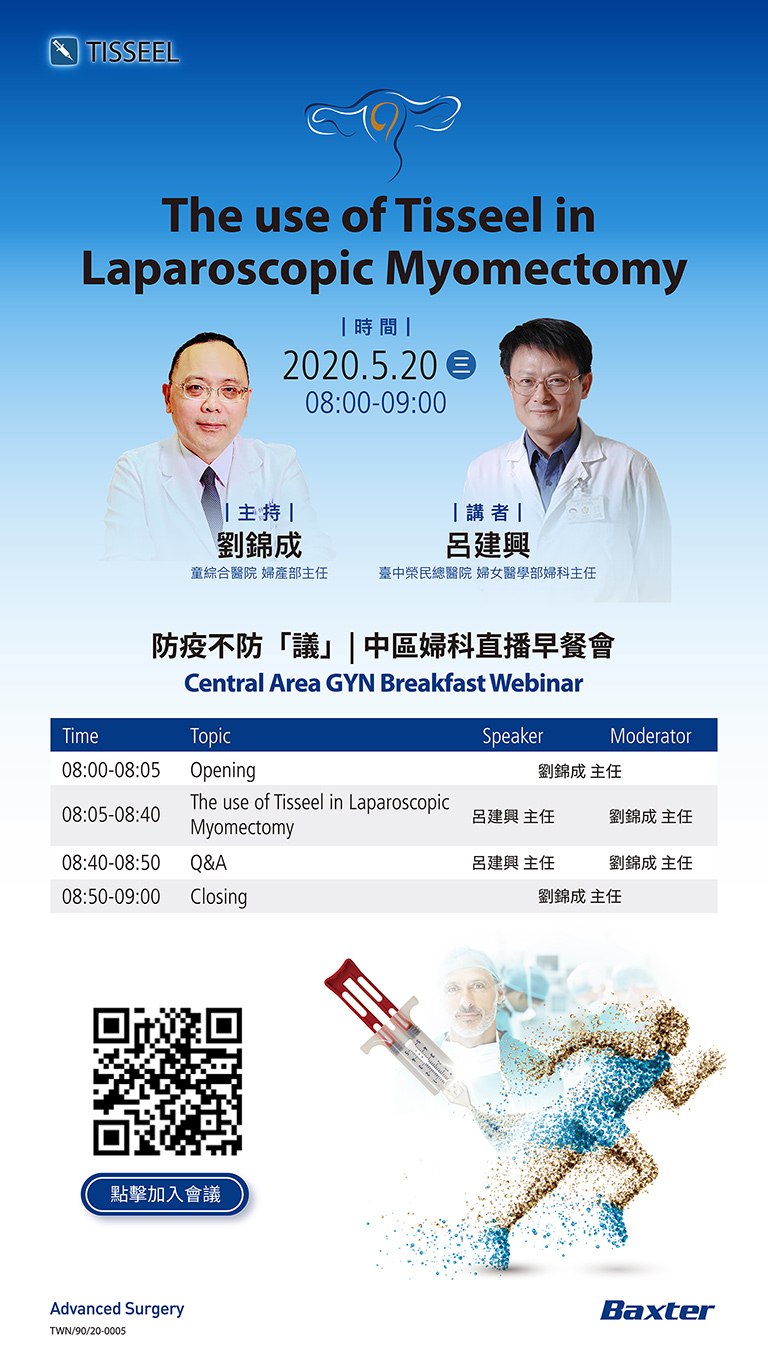 TISSEEL
The use of Tisseel in
Laparoscopic Myomectomy
| 時間 |
2020.5.20 三
08:00-09:00
| 主持 |
劉錦成
童綜合醫院 婦產部主任
| 講者 |
呂建興
臺中榮民總醫院 婦女醫學部婦科主任
防疫不防「議」| 中區婦科直播早餐會
Central Area GYN Breakfast Webinar
Time Topic Speaker Moderator
08:00-08:05 Opening 劉錦成 主任
08:05-08:40 The use of Tisseel in Laparoscopic
Myomectomy 呂建興 主任 劉錦成 主任
08:40-08:50 Q&A 呂建興 主任 劉錦成 主任
08:50-09:00 Closing 劉錦成 主任
點擊加入會議
Advanced Surgery
TWN/90/20-0005
Baxter